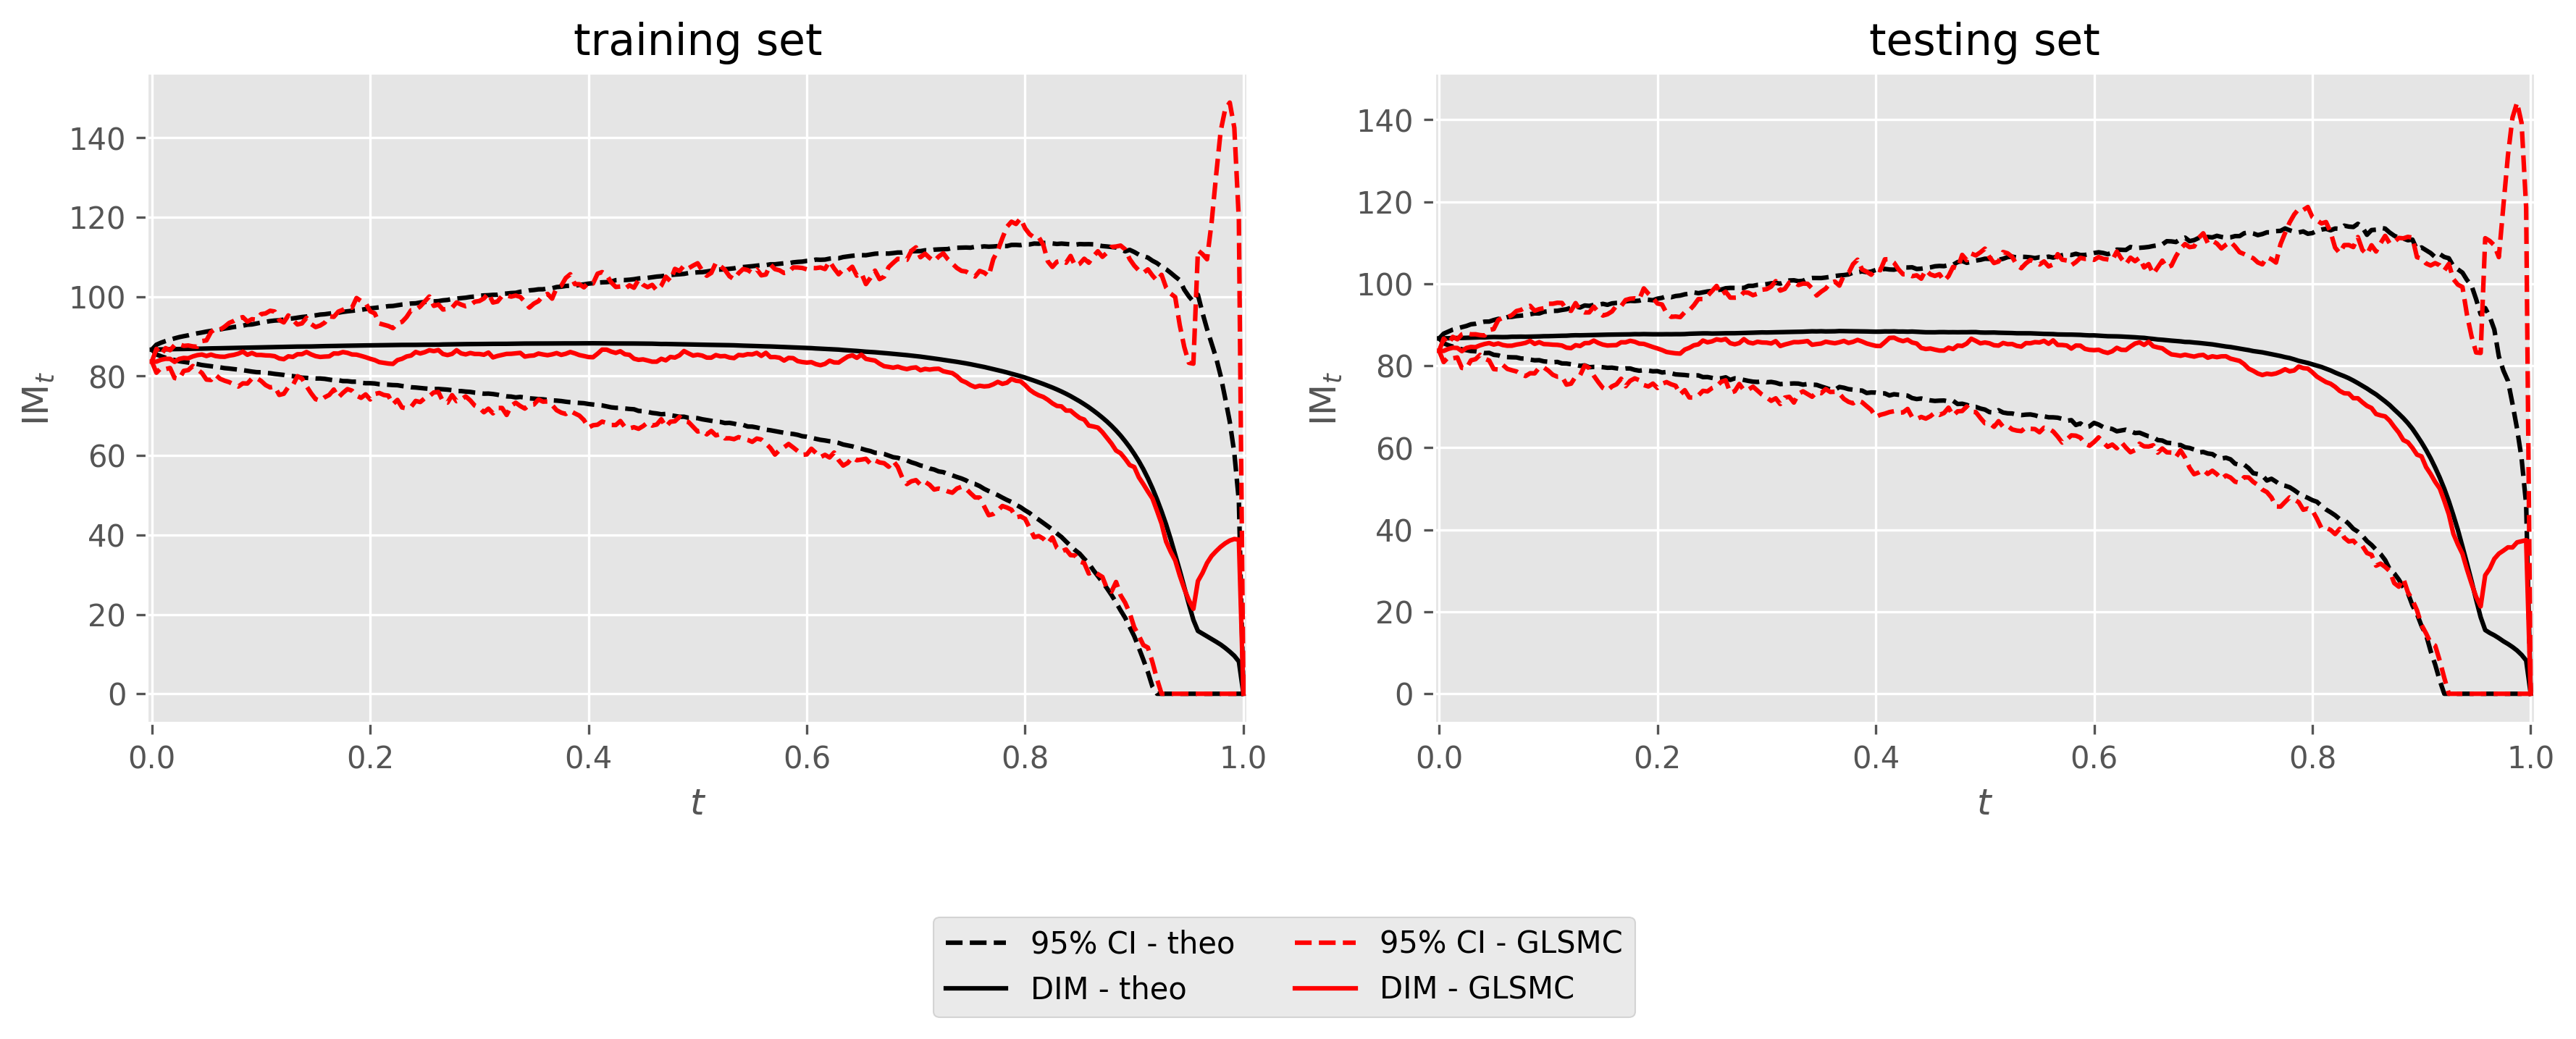 training set
testing set
140
120
100
80
60
40
20
0
IM_t
0.0 0.2 0.4 0.6 0.8 1.0
t
140
120
100
80
60
40
20
0
IM_t
0.0 0.2 0.4 0.6 0.8 1.0
t
95% CI - theo
DIM - theo
95% CI - GLSMC
DIM - GLSMC